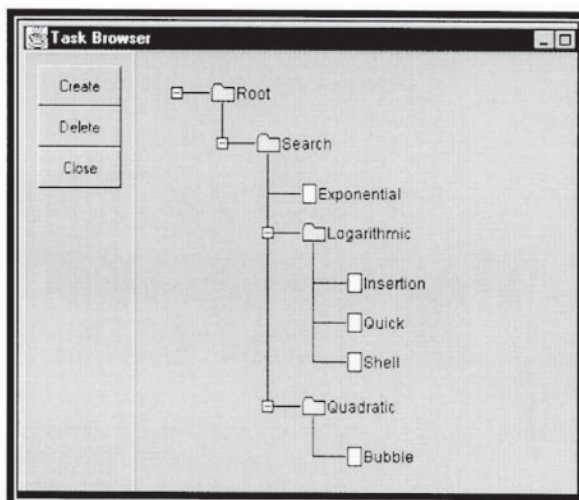 Task Browser
Create
Delete
Close
Root
Search
Exponential
Logarithmic
Insertion
Quick
Shell
Quadratic
Bubble